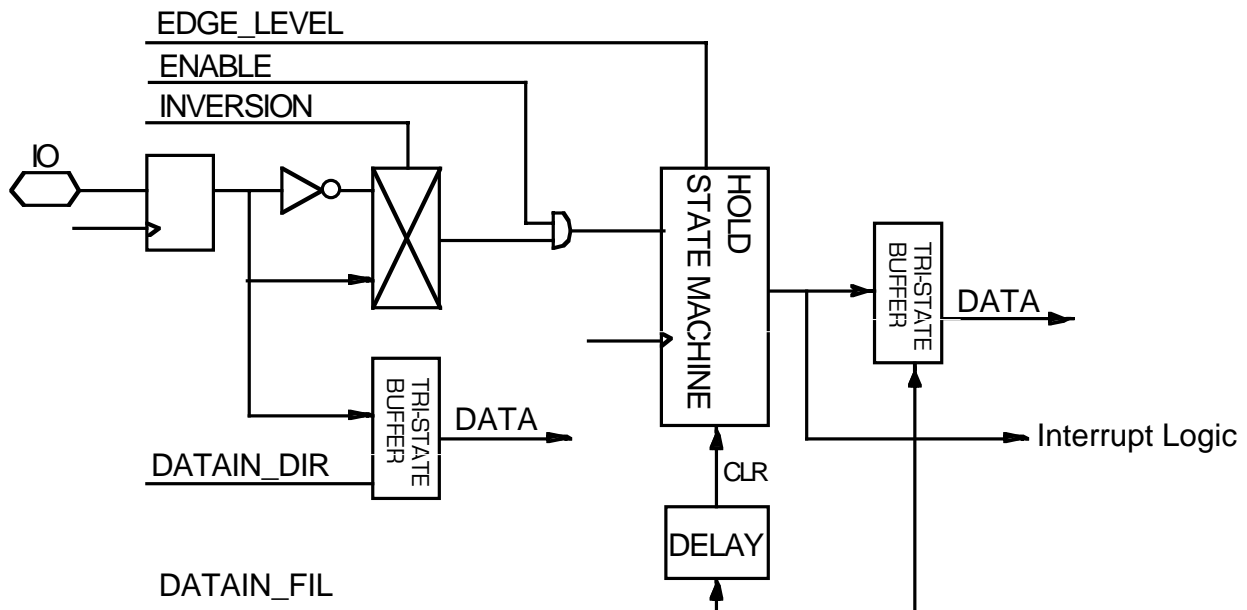 EDGE_LEVEL
ENABLE
INVERSION
IO
HOLD
STATE MACHINE
TRI-STATE
BUFFER
DATA
TRI-STATE
BUFFER
DATA
Interrupt Logic
DATAIN_DIR
CLR
DELAY
DATAIN_FIL